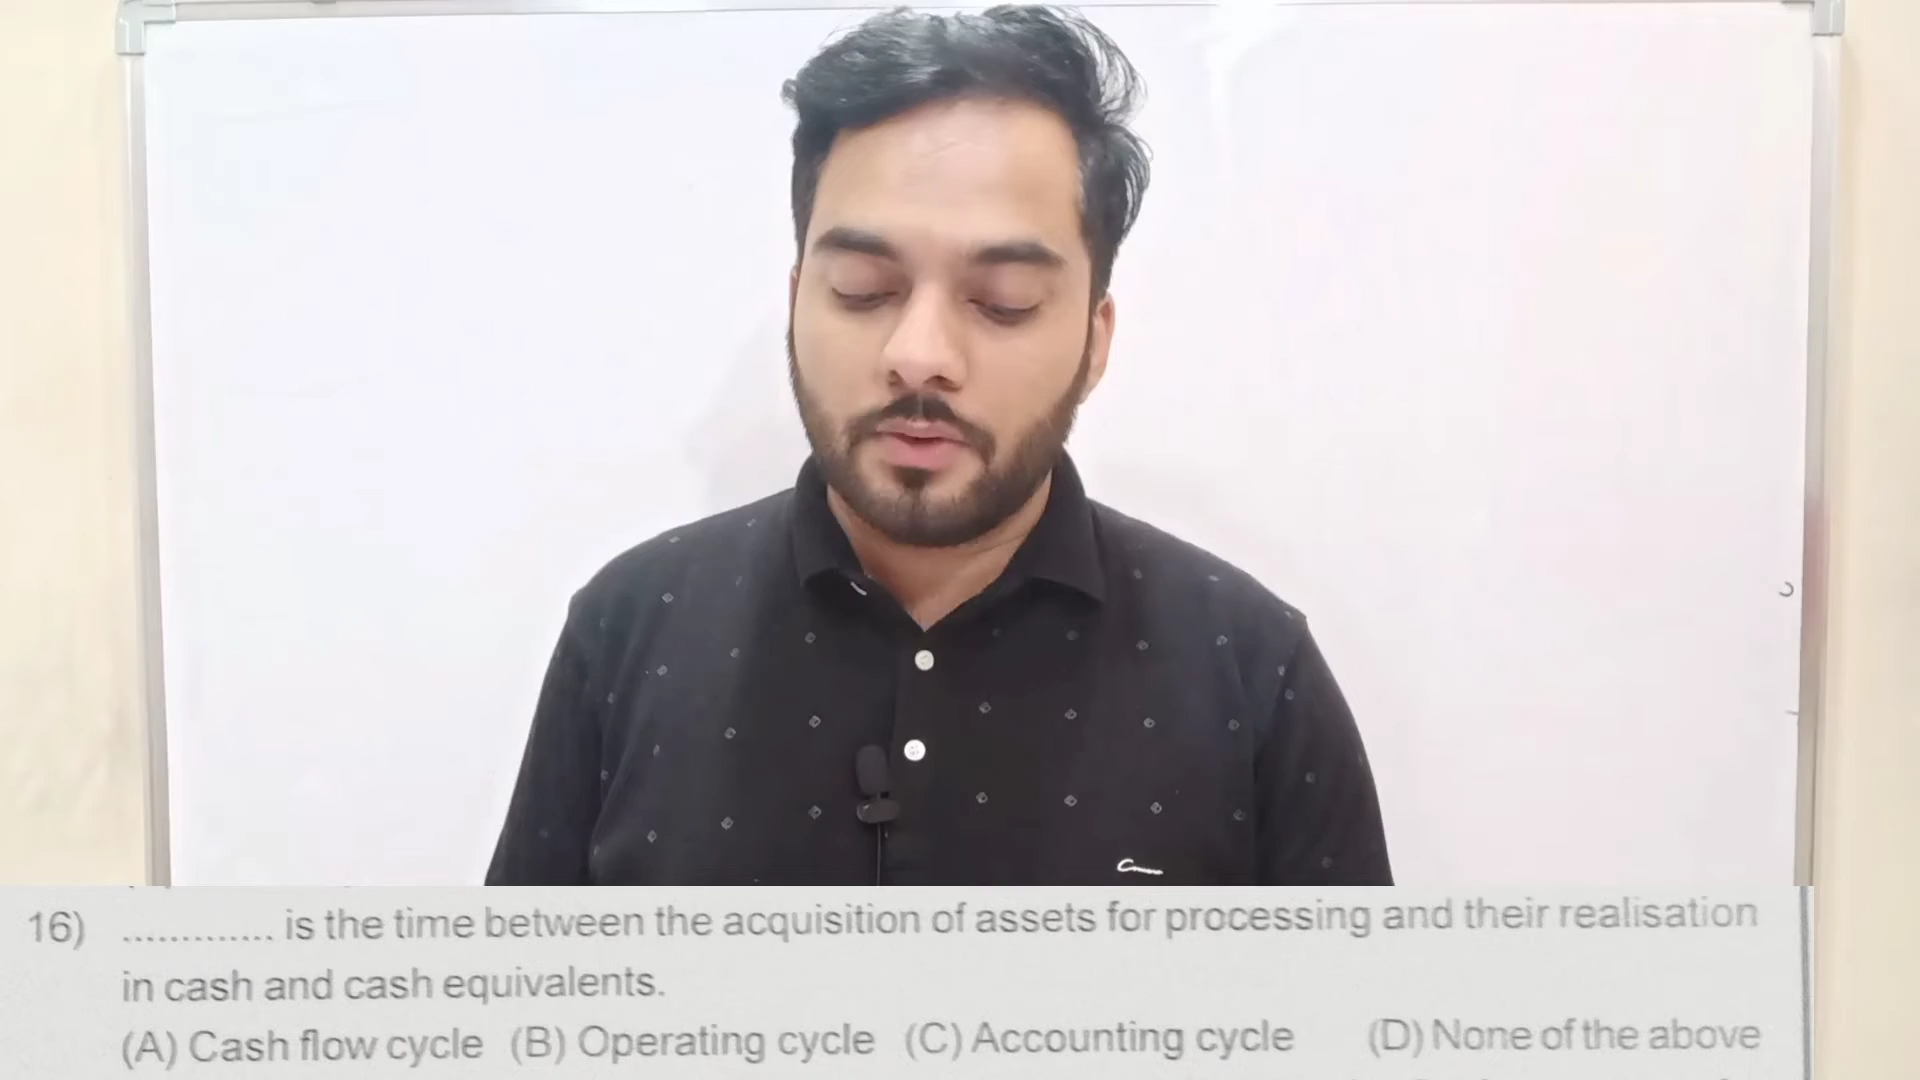 16) ............. is the time between the acquisition of assets for processing and their realisation
in cash and cash equivalents.
(A) Cash flow cycle (B) Operating cycle (C) Accounting cycle (D) None of the above